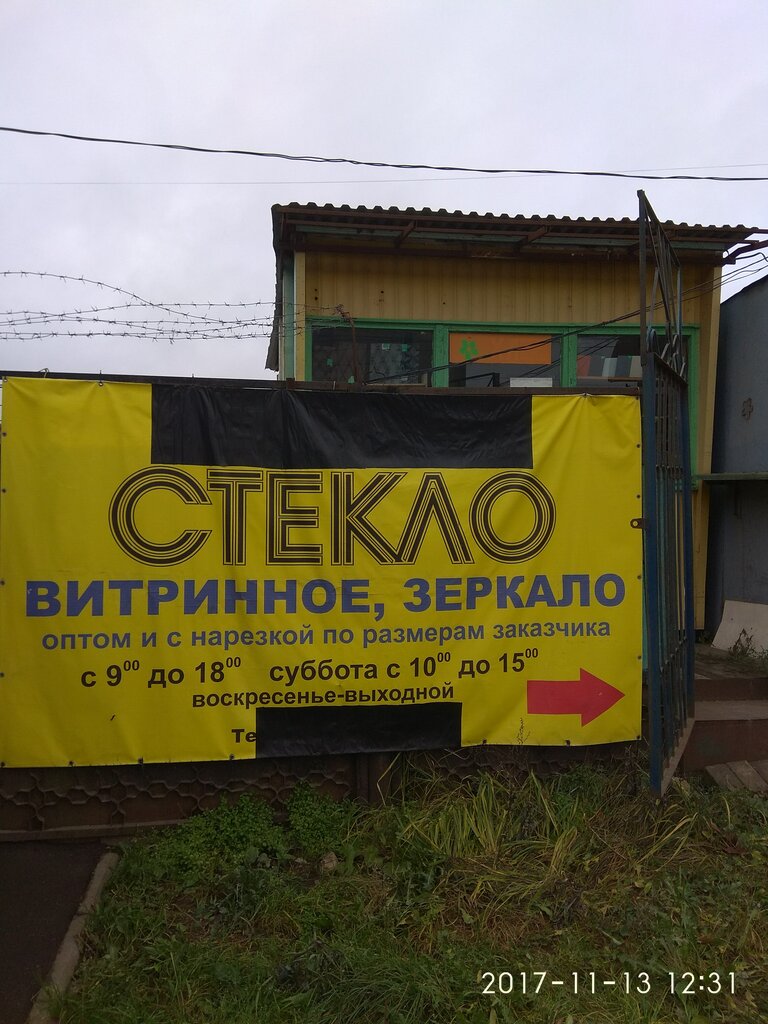 СТЕКЛО
ВИТРИННОЕ, ЗЕРКАЛО
оптом и с нарезкой по размерам заказчика
с 9⁰⁰ до 18⁰⁰ суббота с 10⁰⁰ до 15⁰⁰
воскресенье-выходной
Те
2017-11-13 12:31